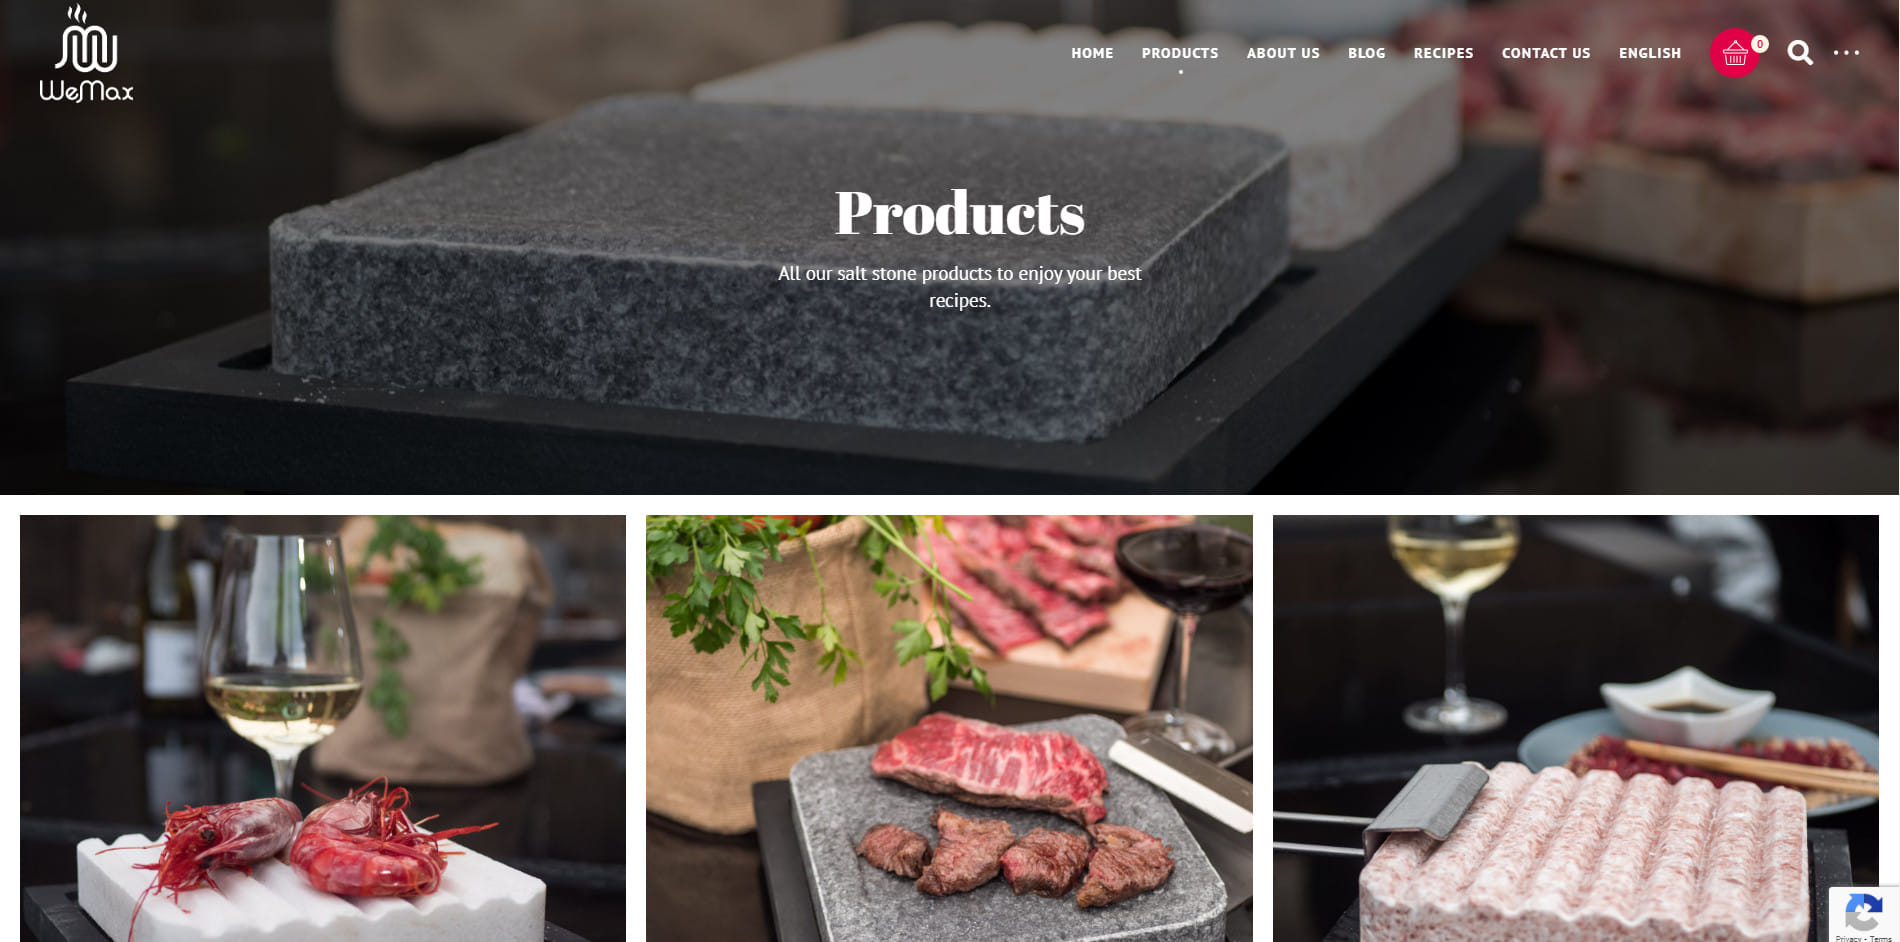 WeMax
HOME PRODUCTS ABOUT US BLOG RECIPES CONTACT US ENGLISH 0
Products
All our salt stone products to enjoy your best
recipes.
Privacy - Terms